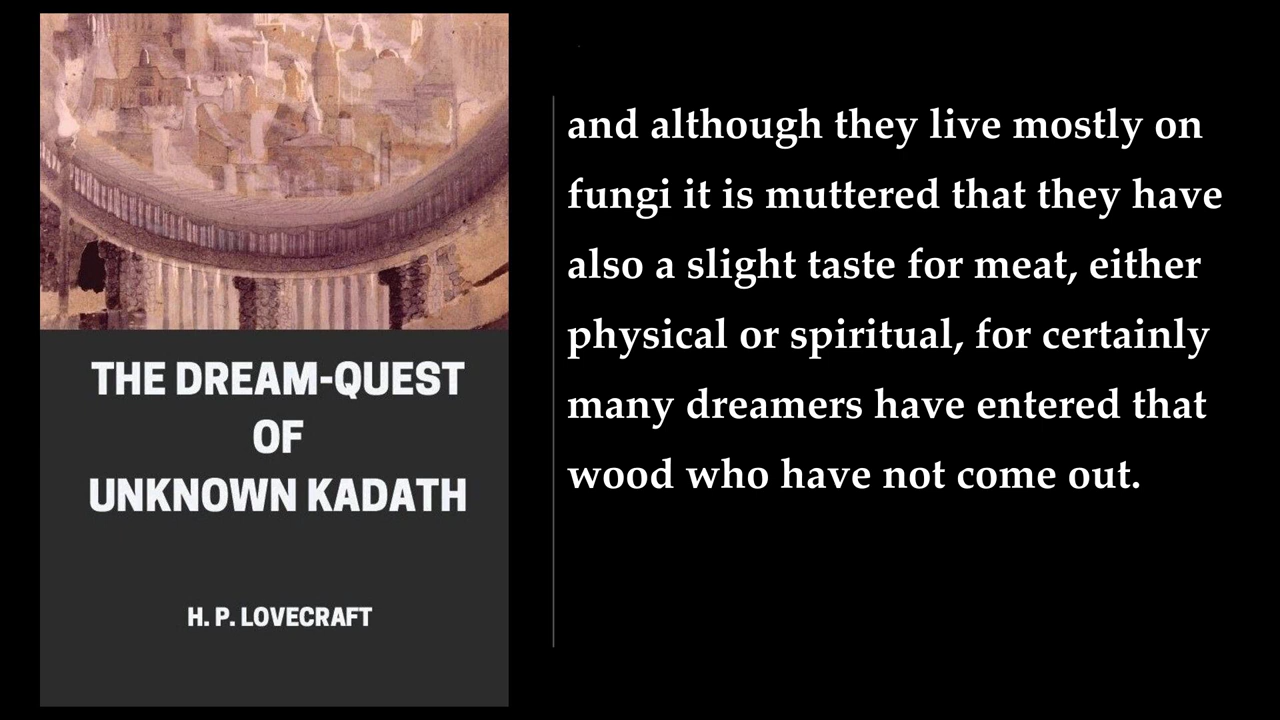 THE DREAM-QUEST
OF
UNKNOWN KADATH
H. P. LOVECRAFT
and although they live mostly on
fungi it is muttered that they have
also a slight taste for meat, either
physical or spiritual, for certainly
many dreamers have entered that
wood who have not come out.